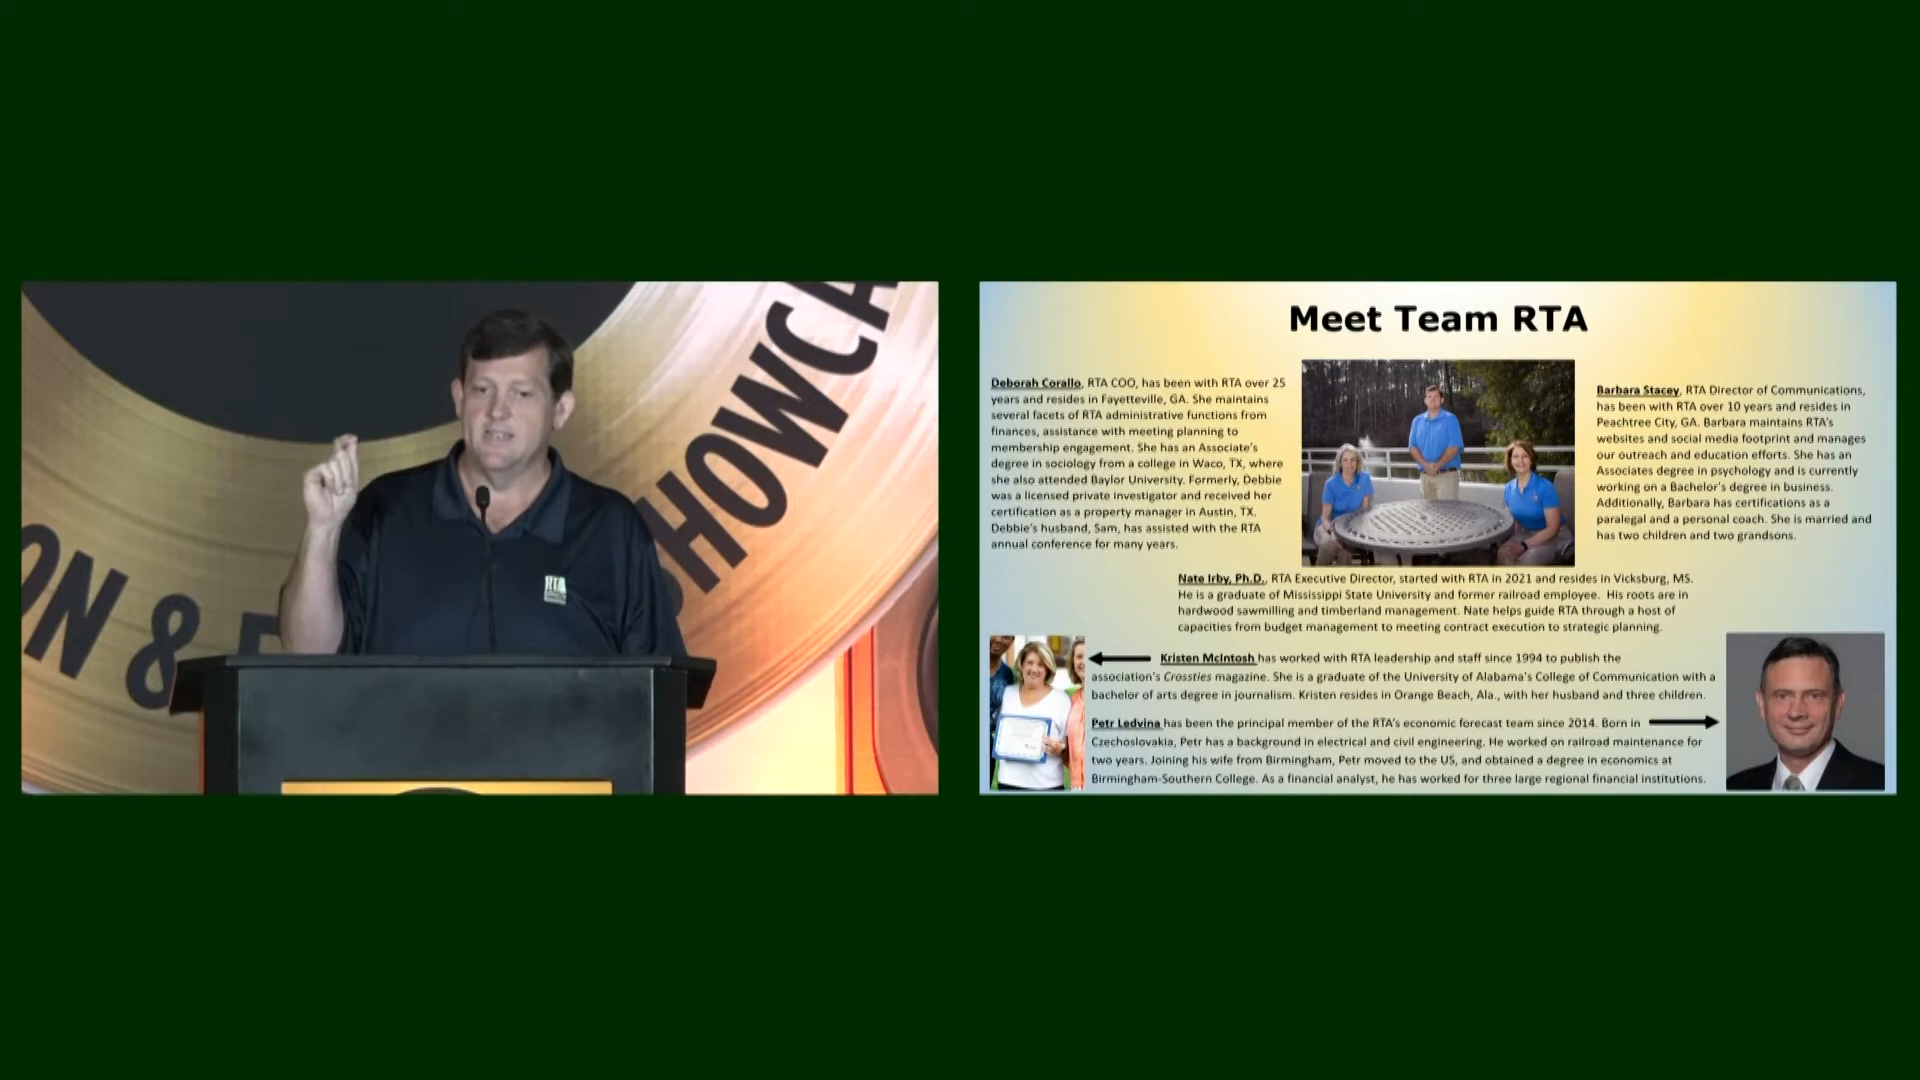 ON & E
SHOWCA
RTA
Meet Team RTA
Deborah Corallo, RTA COO, has been with RTA over 25
years and resides in Fayetteville, GA. She maintains
several facets of RTA administrative functions from
finances, assistance with meeting planning to
membership engagement. She has an Associate's
degree in sociology from a college in Waco, TX, where
she also attended Baylor University. Formerly, Debbie
was a licensed private investigator and received her
certification as a property manager in Austin, TX.
Debbie's husband, Sam, has assisted with the RTA
annual conference for many years.
Barbara Stacey, RTA Director of Communications,
has been with RTA over 10 years and resides in
Peachtree City, GA. Barbara maintains RTA's
websites and social media footprint and manages
our outreach and education efforts. She has an
Associates degree in psychology and is currently
working on a Bachelor's degree in business.
Additionally, Barbara has certifications as a
paralegal and a personal coach. She is married and
has two children and two grandsons.
Nate Irby, Ph.D., RTA Executive Director, started with RTA in 2021 and resides in Vicksburg, MS.
He is a graduate of Mississippi State University and former railroad employee. His roots are in
hardwood sawmilling and timberland management. Nate helps guide RTA through a host of
capacities from budget management to meeting contract execution to strategic planning.
Kristen McIntosh has worked with RTA leadership and staff since 1994 to publish the
association's Crossties magazine. She is a graduate of the University of Alabama's College of Communication with a
bachelor of arts degree in journalism. Kristen resides in Orange Beach, Ala., with her husband and three children.
Petr Ledvina has been the principal member of the RTA's economic forecast team since 2014. Born in
Czechoslovakia, Petr has a background in electrical and civil engineering. He worked on railroad maintenance for
two years. Joining his wife from Birmingham, Petr moved to the US, and obtained a degree in economics at
Birmingham-Southern College. As a financial analyst, he has worked for three large regional financial institutions.